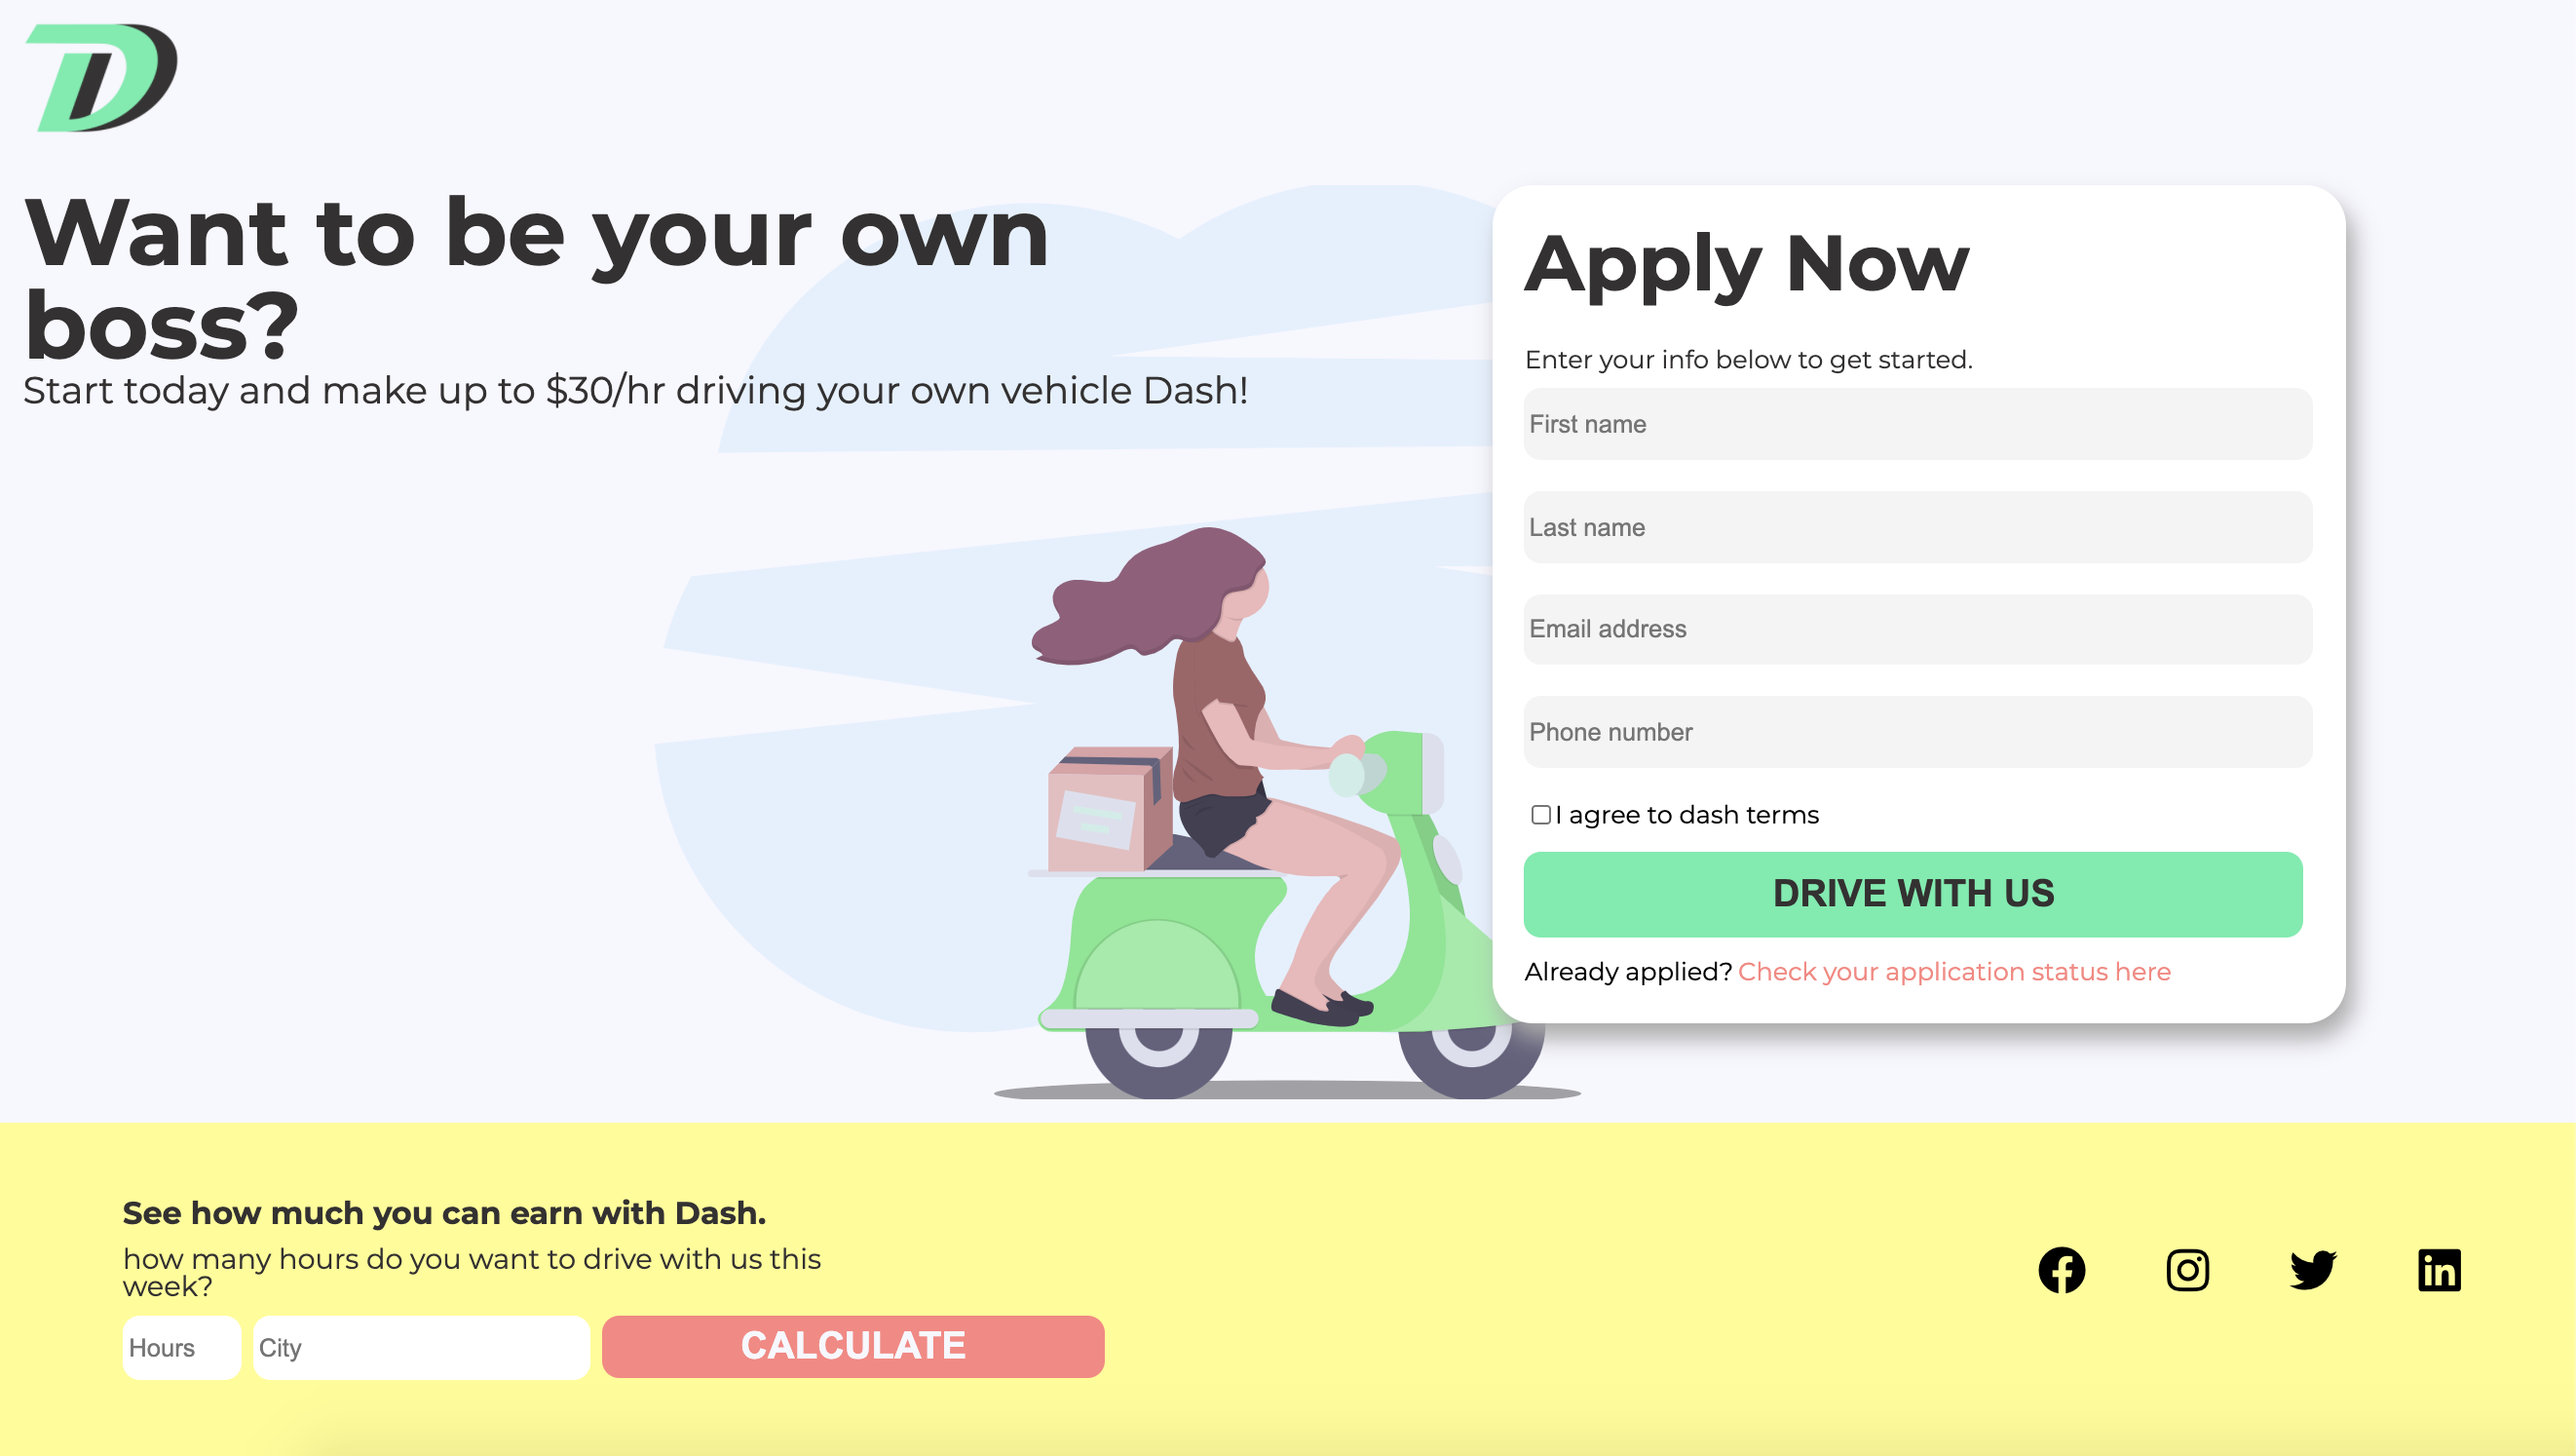 Want to be your own
boss?
Start today and make up to $30/hr driving your own vehicle Dash!
Apply Now
Enter your info below to get started.
First name
Last name
Email address
Phone number
I agree to dash terms
DRIVE WITH US
Already applied? Check your application status here
See how much you can earn with Dash.
how many hours do you want to drive with us this
week?
Hours
City
CALCULATE